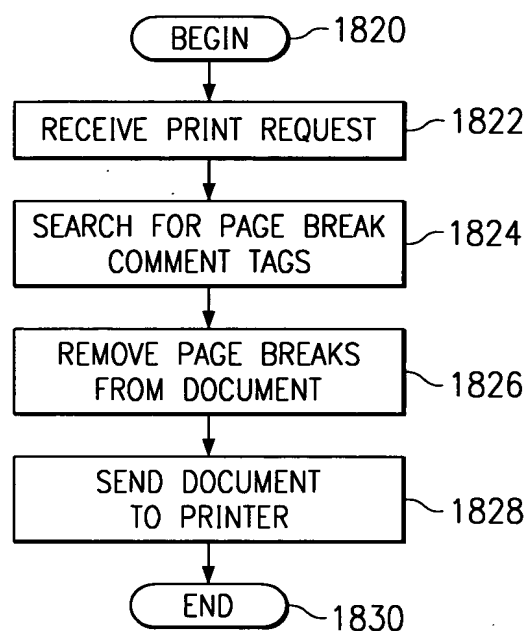 BEGIN 1820
RECEIVE PRINT REQUEST 1822
SEARCH FOR PAGE BREAK
COMMENT TAGS 1824
REMOVE PAGE BREAKS
FROM DOCUMENT 1826
SEND DOCUMENT
TO PRINTER 1828
END 1830